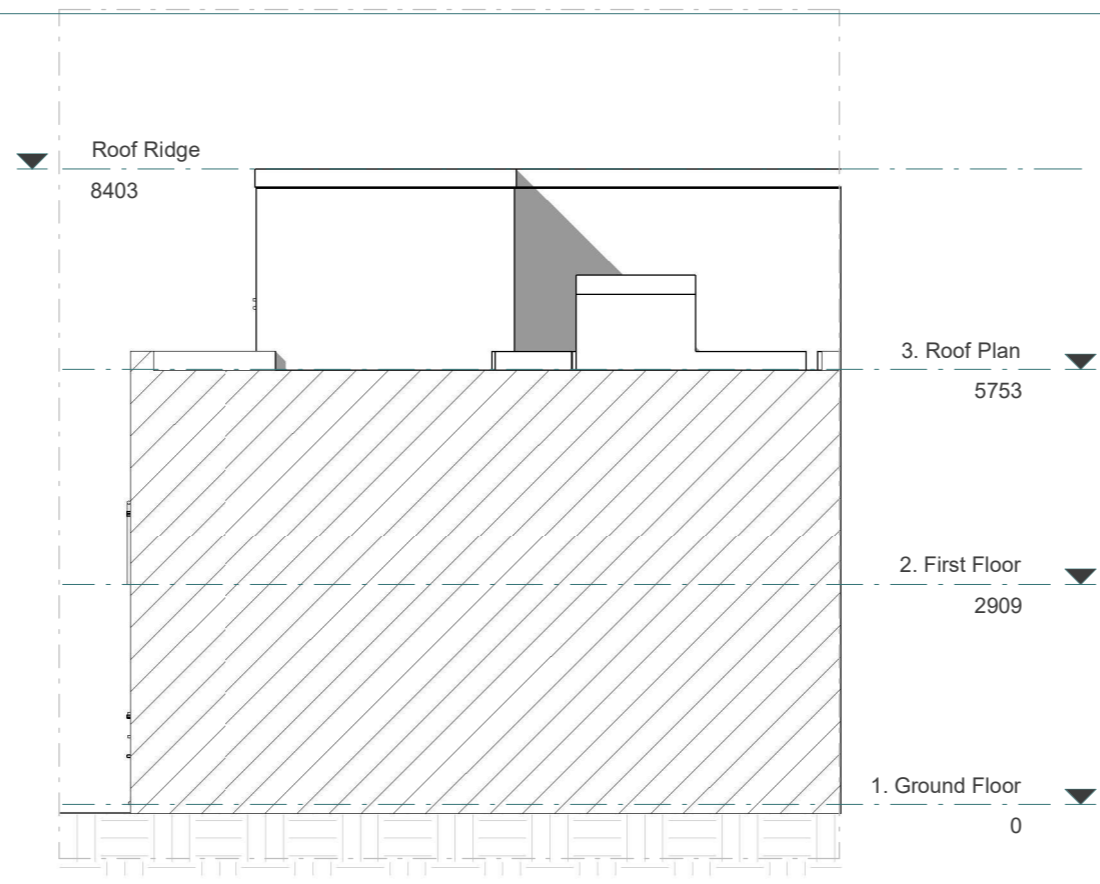 Roof Ridge
8403
3. Roof Plan
5753
2. First Floor
2909
1. Ground Floor
0